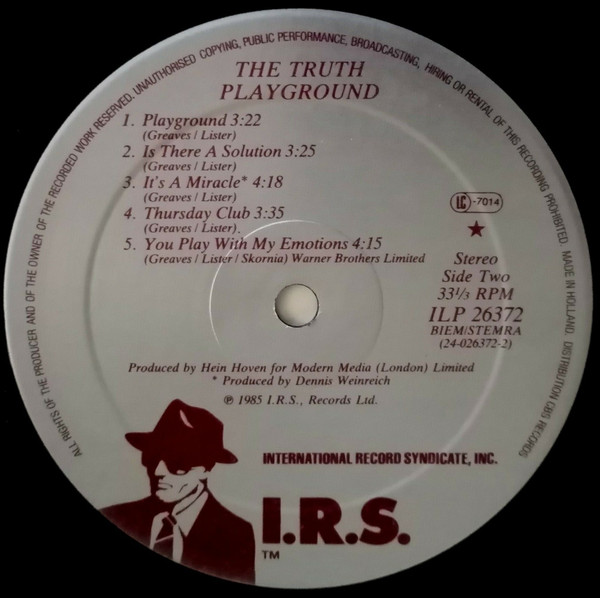 ALL RIGHTS OF THE PRODUCER AND OF THE OWNER OF THE RECORDED WORK RESERVED. UNAUTHORISED COPYING, PUBLIC PERFORMANCE, BROADCASTING, HIRING OR RENTAL OF THIS RECORDING PROHIBITED. MADE IN HOLLAND. DISTRIBUTION CBS RECORDS
THE TRUTH
PLAYGROUND
1. Playground 3:22
(Greaves / Lister)
2. Is There A Solution 3:25
(Greaves / Lister)
3. It's A Miracle* 4:18
(Greaves / Lister)
4. Thursday Club 3:35
(Greaves / Lister).
5. You Play With My Emotions 4:15
(Greaves / Lister / Skornia) Warner Brothers Limited
LC -7014
Stereo
Side Two
33⅓ RPM
ILP 26372
BIEM/STEMRA
(24-026372-2)
Produced by Hein Hoven for Modern Media (London) Limited
* Produced by Dennis Weinreich
℗ 1985 I.R.S., Records Ltd.
INTERNATIONAL RECORD SYNDICATE, INC.
I.R.S.
TM